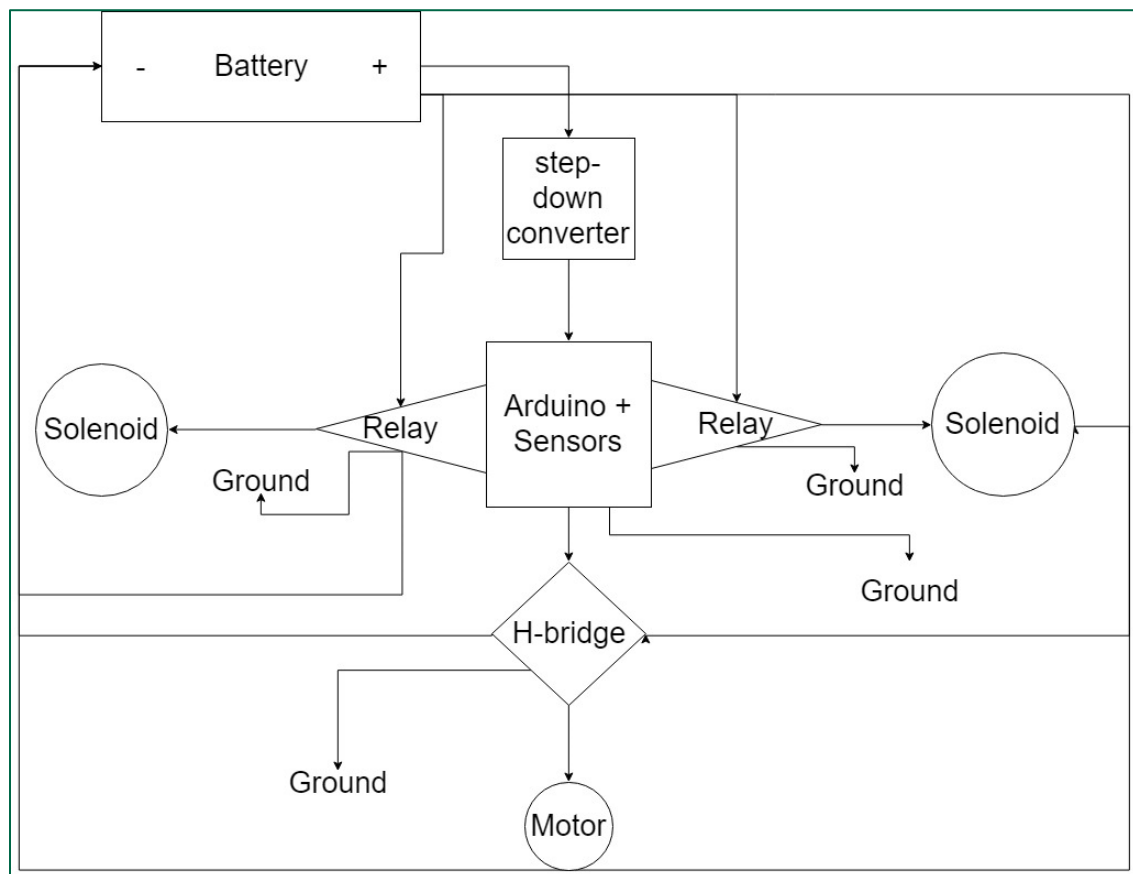 - Battery +
step-
down
converter
Solenoid
Relay
Arduino +
Sensors
Relay
Solenoid
Ground
Ground
Ground
H-bridge
Ground
Motor